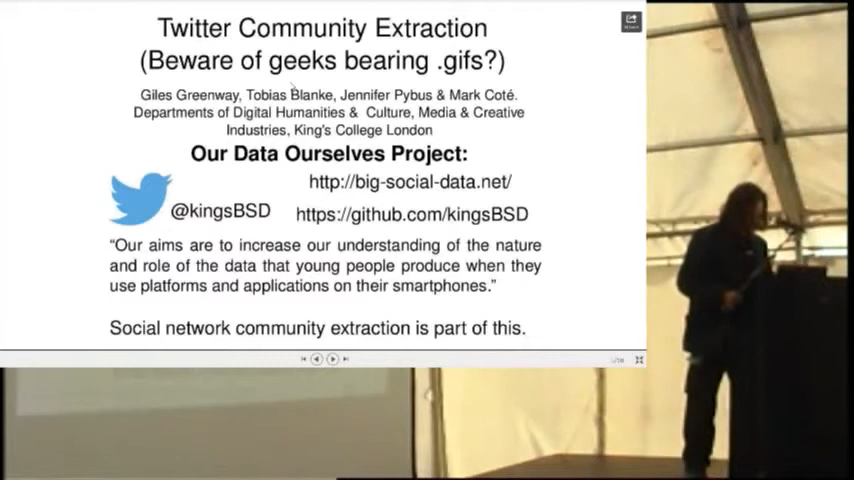 Twitter Community Extraction
(Beware of geeks bearing .gifs?)
Giles Greenway, Tobias Blanke, Jennifer Pybus & Mark Coté.
Departments of Digital Humanities & Culture, Media & Creative
Industries, King's College London
Our Data Ourselves Project:
http://big-social-data.net/
@kingsBSD
https://github.com/kingsBSD
“Our aims are to increase our understanding of the nature
and role of the data that young people produce when they
use platforms and applications on their smartphones.”
Social network community extraction is part of this.